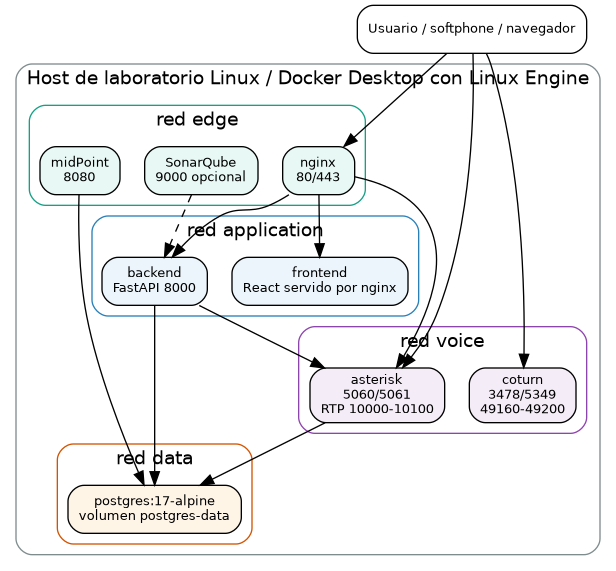 Usuario / softphone / navegador
Host de laboratorio Linux / Docker Desktop con Linux Engine
red edge
midPoint
8080
SonarQube
9000 opcional
nginx
80/443
red application
backend
FastAPI 8000
frontend
React servido por nginx
red voice
asterisk
5060/5061
RTP 10000-10100
coturn
3478/5349
49160-49200
red data
postgres:17-alpine
volumen postgres-data